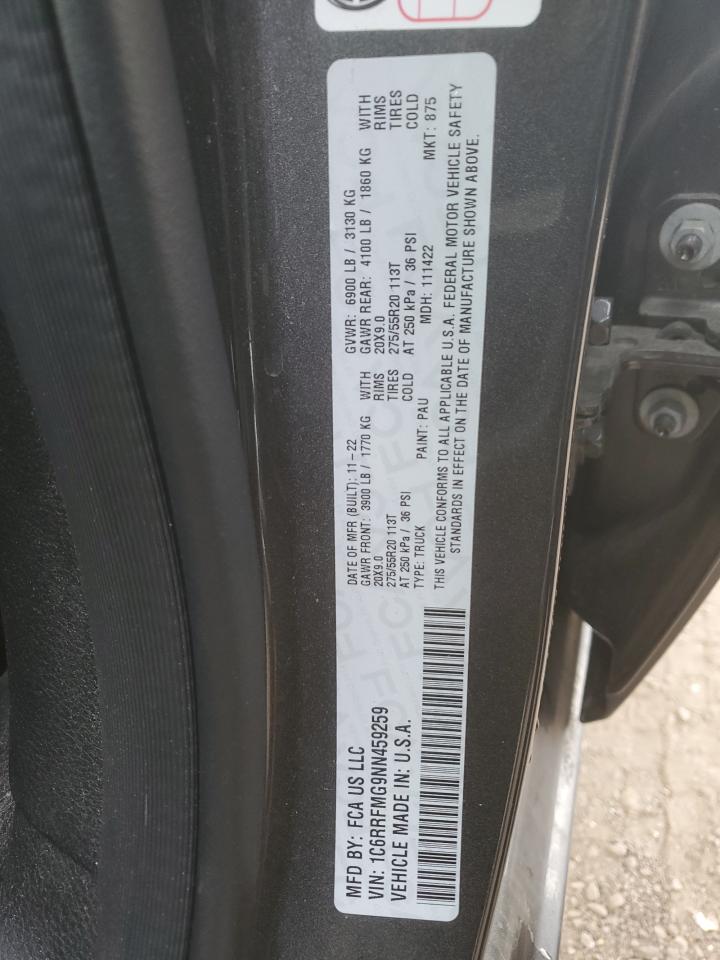 MFD BY: FCA US LLC
VIN: 1C6RRFMG9NN459259
VEHICLE MADE IN: U.S.A.
DATE OF MFR (BUILT): 11-22
GVWR: 6900 LB / 3130 KG
GAWR FRONT: 3900 LB / 1770 KG WITH
GAWR REAR: 4100 LB / 1860 KG WITH
20X9.0 RIMS
20X9.0 RIMS
275/55R20 113T TIRES
275/55R20 113T TIRES
AT 250 kPa / 36 PSI COLD
AT 250 kPa / 36 PSI COLD
TYPE: TRUCK PAINT: PAU MDH: 111422 MKT: 875
THIS VEHICLE CONFORMS TO ALL APPLICABLE U.S.A. FEDERAL MOTOR VEHICLE SAFETY
STANDARDS IN EFFECT ON THE DATE OF MANUFACTURE SHOWN ABOVE.